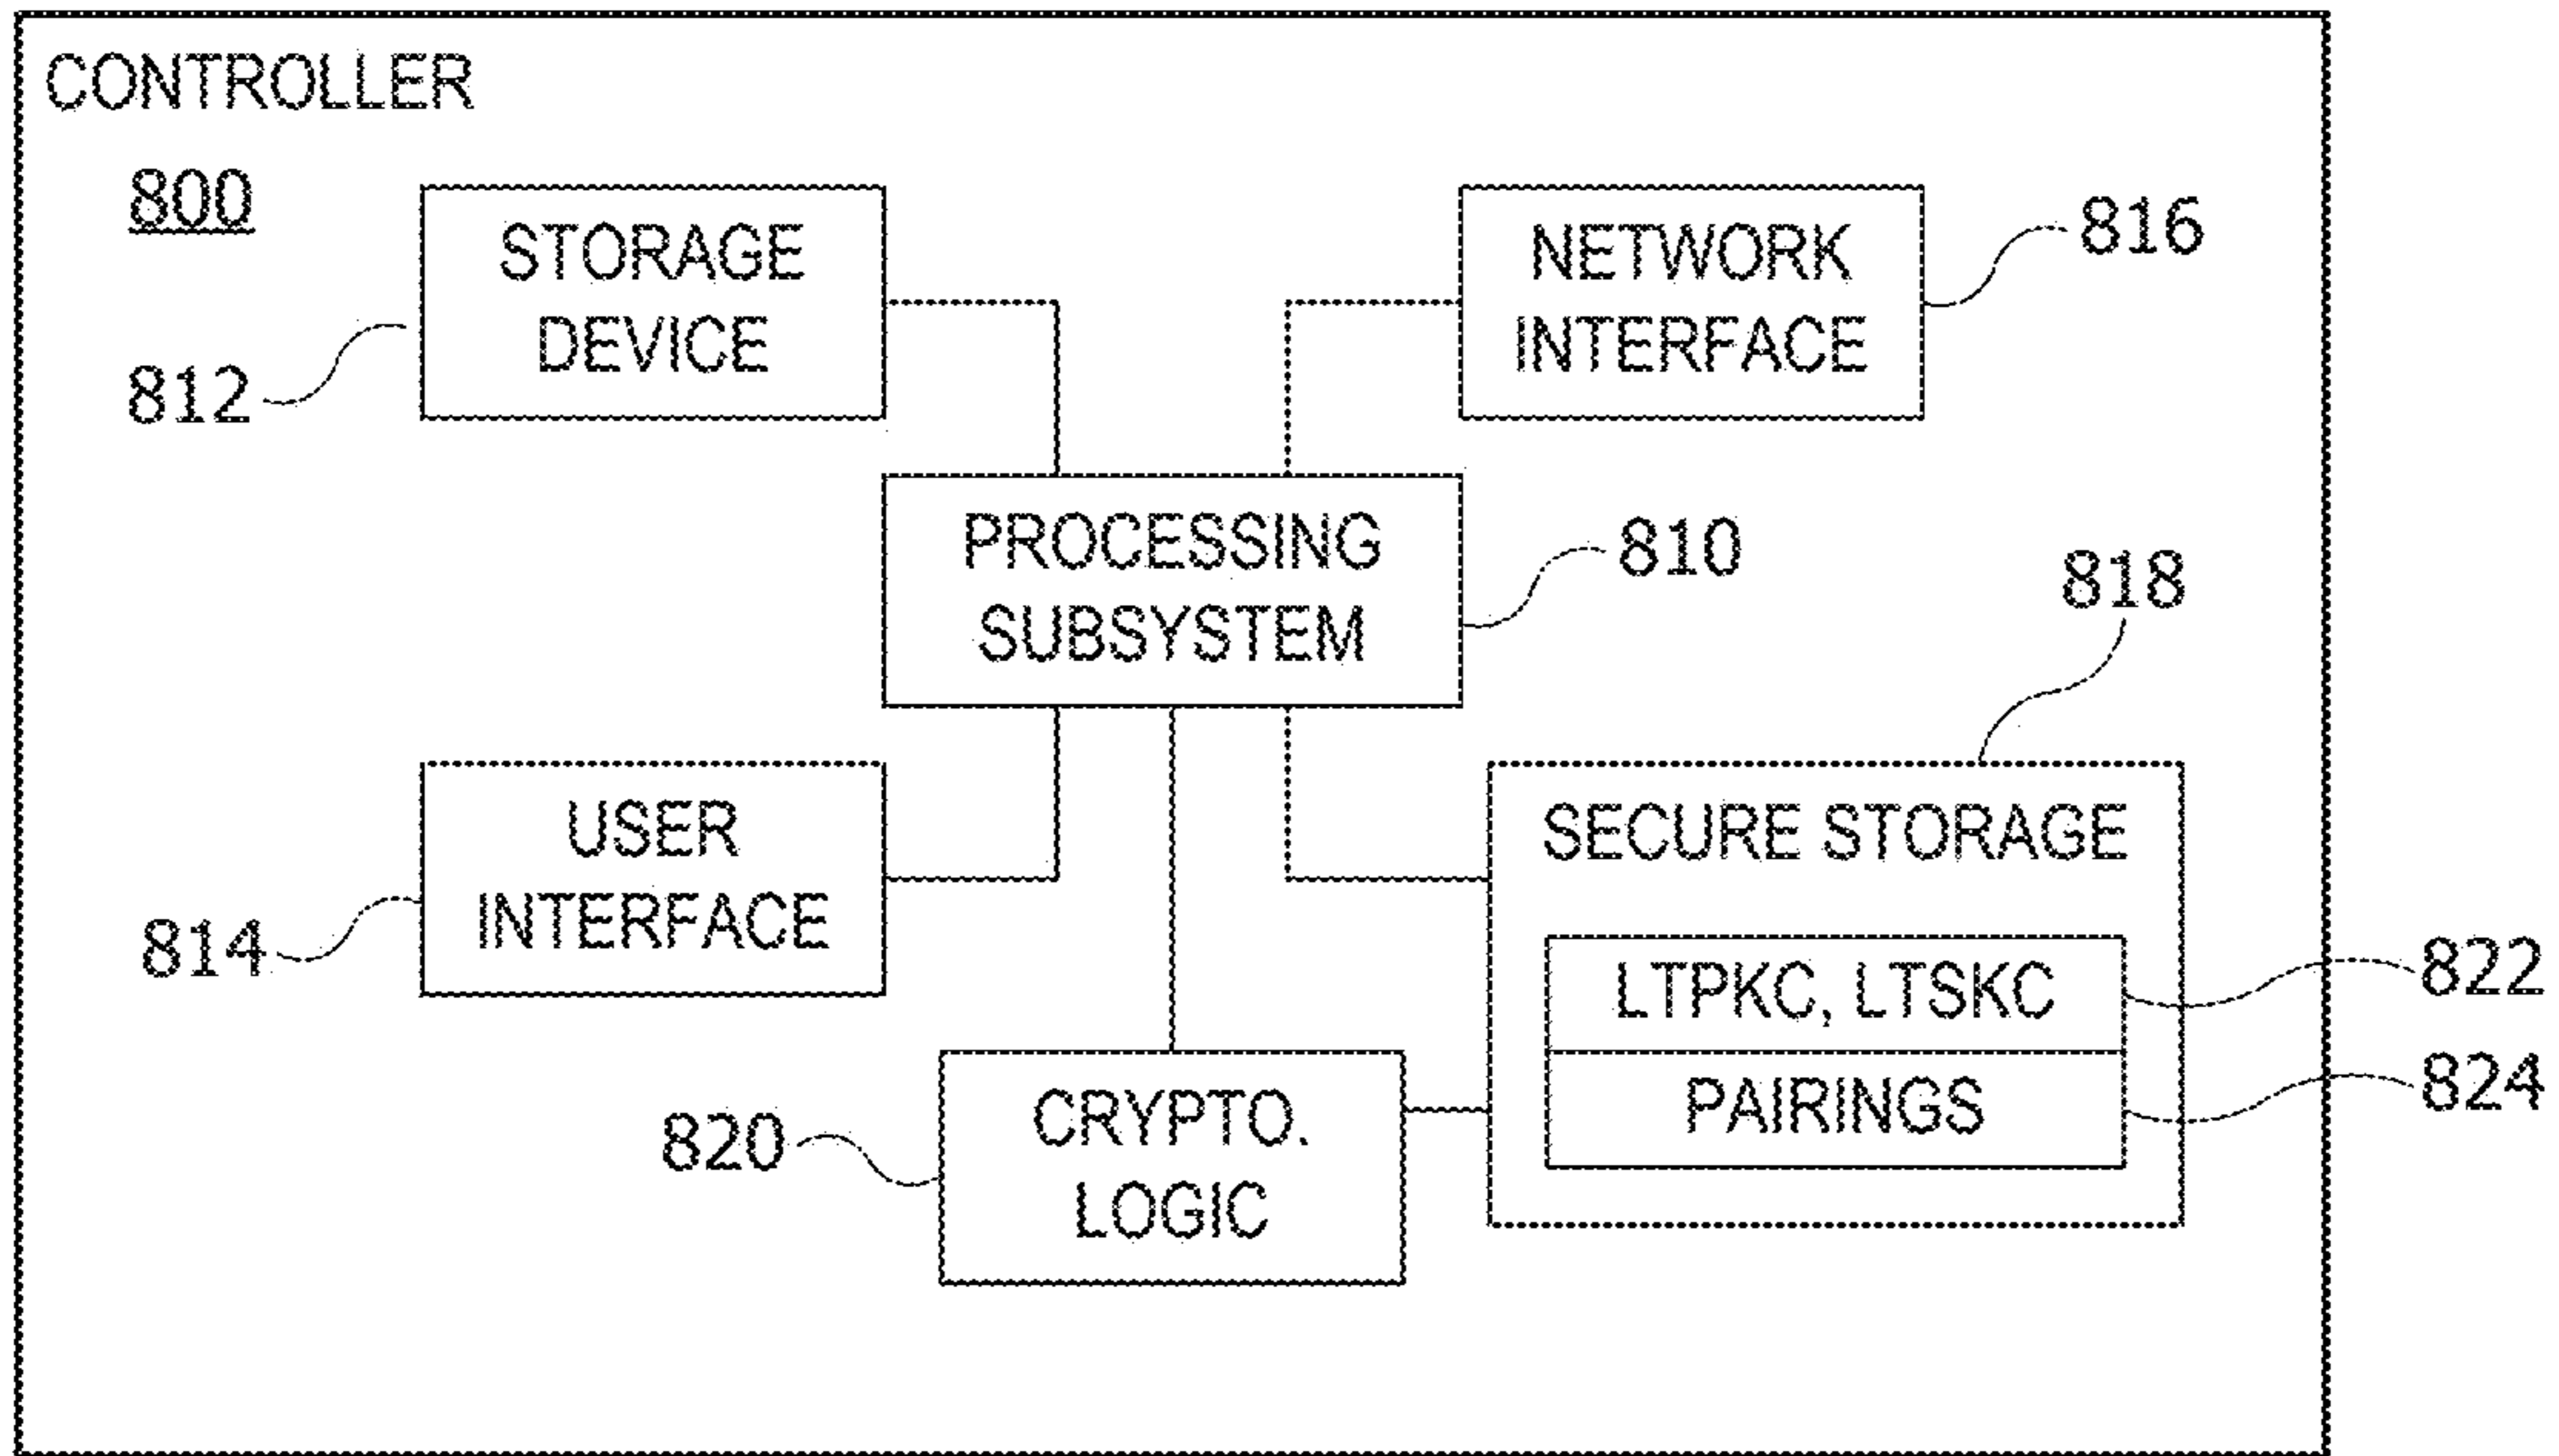 CONTROLLER
800
STORAGE
DEVICE
812
NETWORK
INTERFACE
816
PROCESSING
SUBSYSTEM
810
818
USER
INTERFACE
814
SECURE STORAGE
LTPKC, LTSKC
822
PAIRINGS
824
CRYPTO.
LOGIC
820